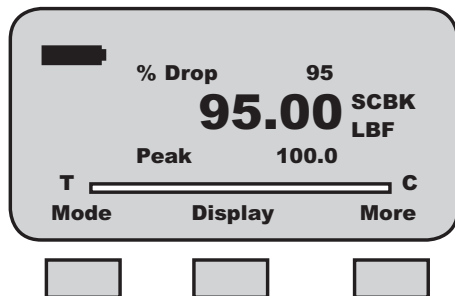 % Drop 95
95.00 SCBK
LBF
Peak 100.0
T C
Mode Display More